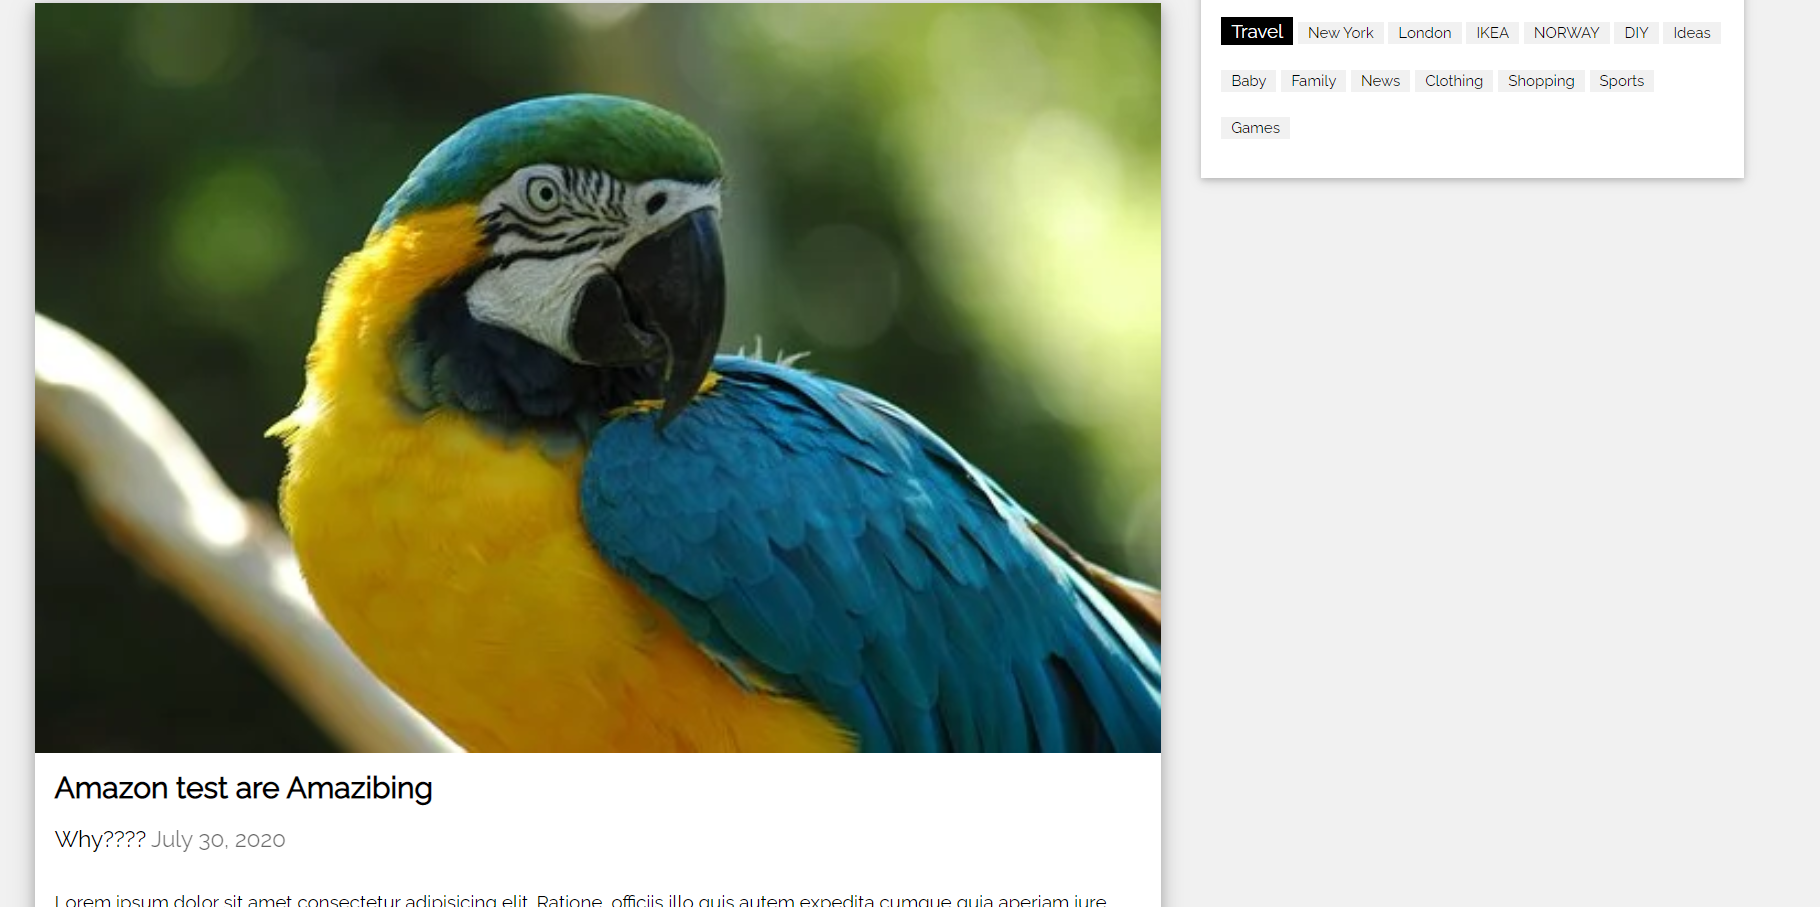 Travel New York London IKEA NORWAY DIY Ideas
Baby Family News Clothing Shopping Sports
Games
Amazon test are Amazibing
Why???? July 30, 2020
Lorem ipsum dolor sit amet consectetur adipisicing elit. Ratione, officiis illo quis autem expedita cumque quia aperiam iure